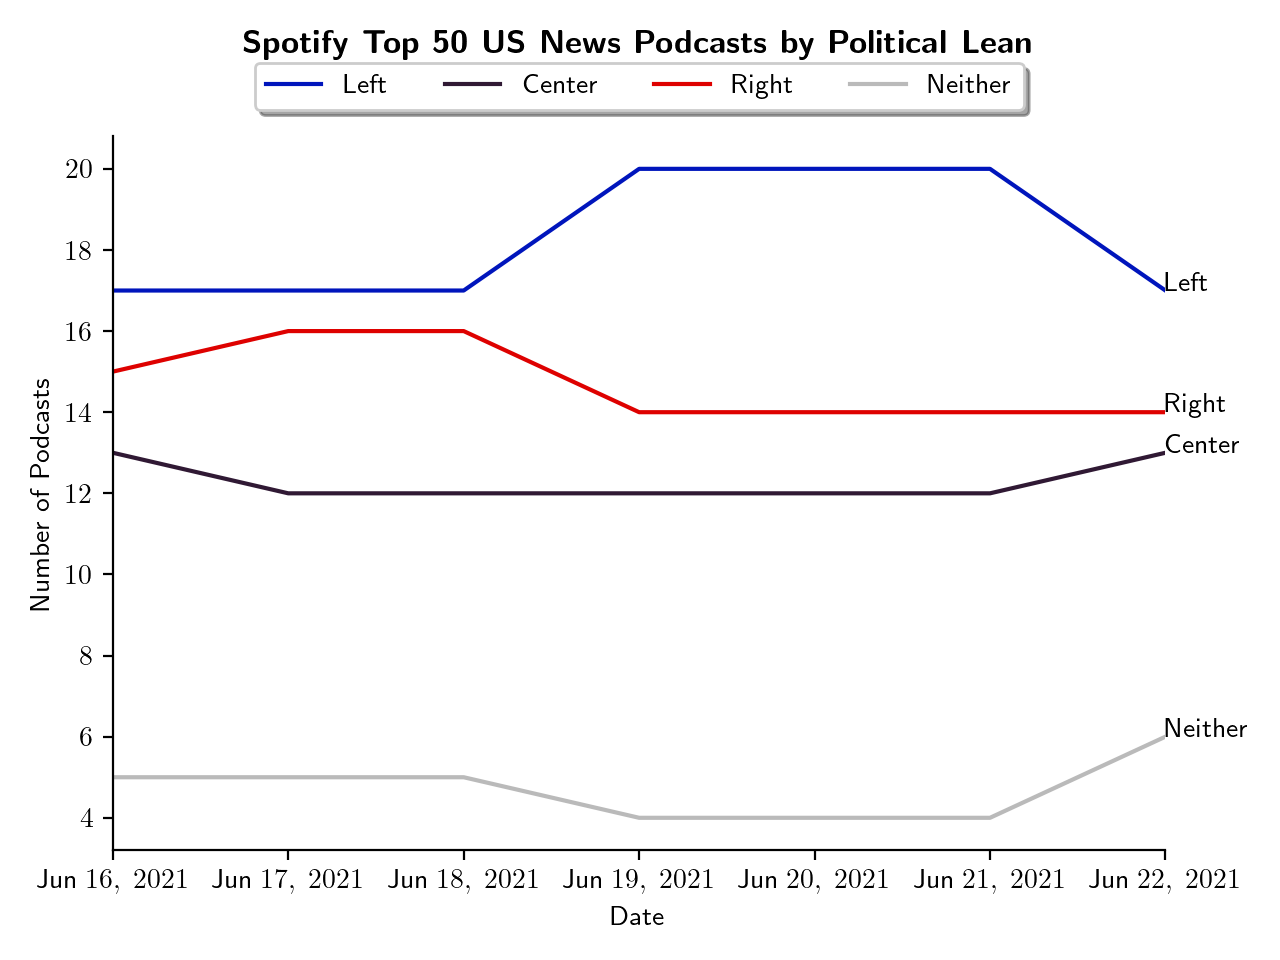 Spotify Top 50 US News Podcasts by Political Lean
Left Center Right Neither
20
18
16
14
12
10
8
6
4
Number of Podcasts
Left
Right
Center
Neither
Jun 16, 2021 Jun 17, 2021 Jun 18, 2021 Jun 19, 2021 Jun 20, 2021 Jun 21, 2021 Jun 22, 2021
Date